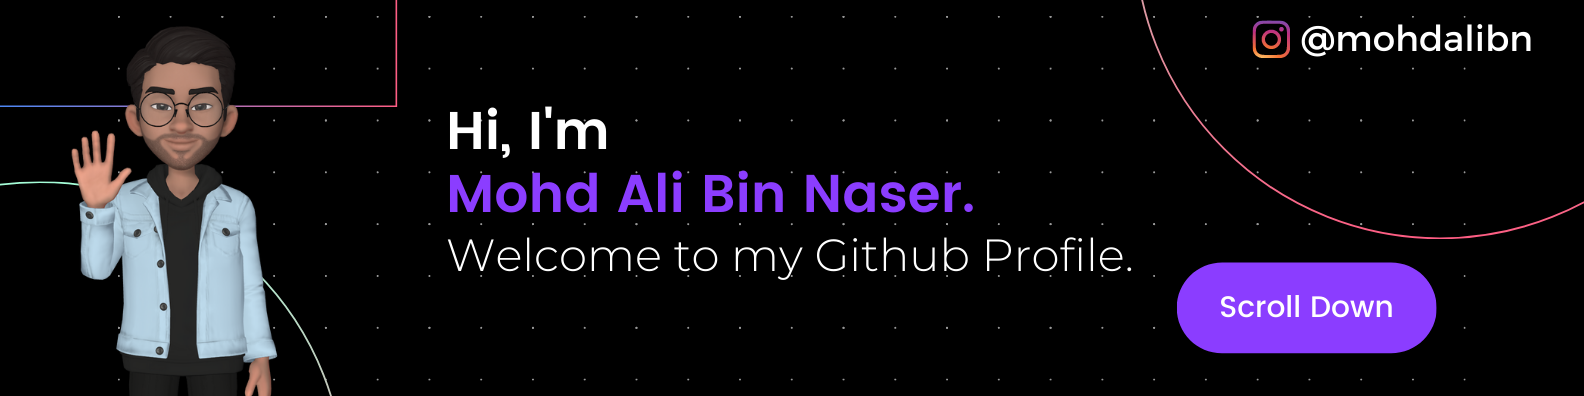 @mohdalibn
Hi, I'm
Mohd Ali Bin Naser.
Welcome to my Github Profile.
Scroll Down